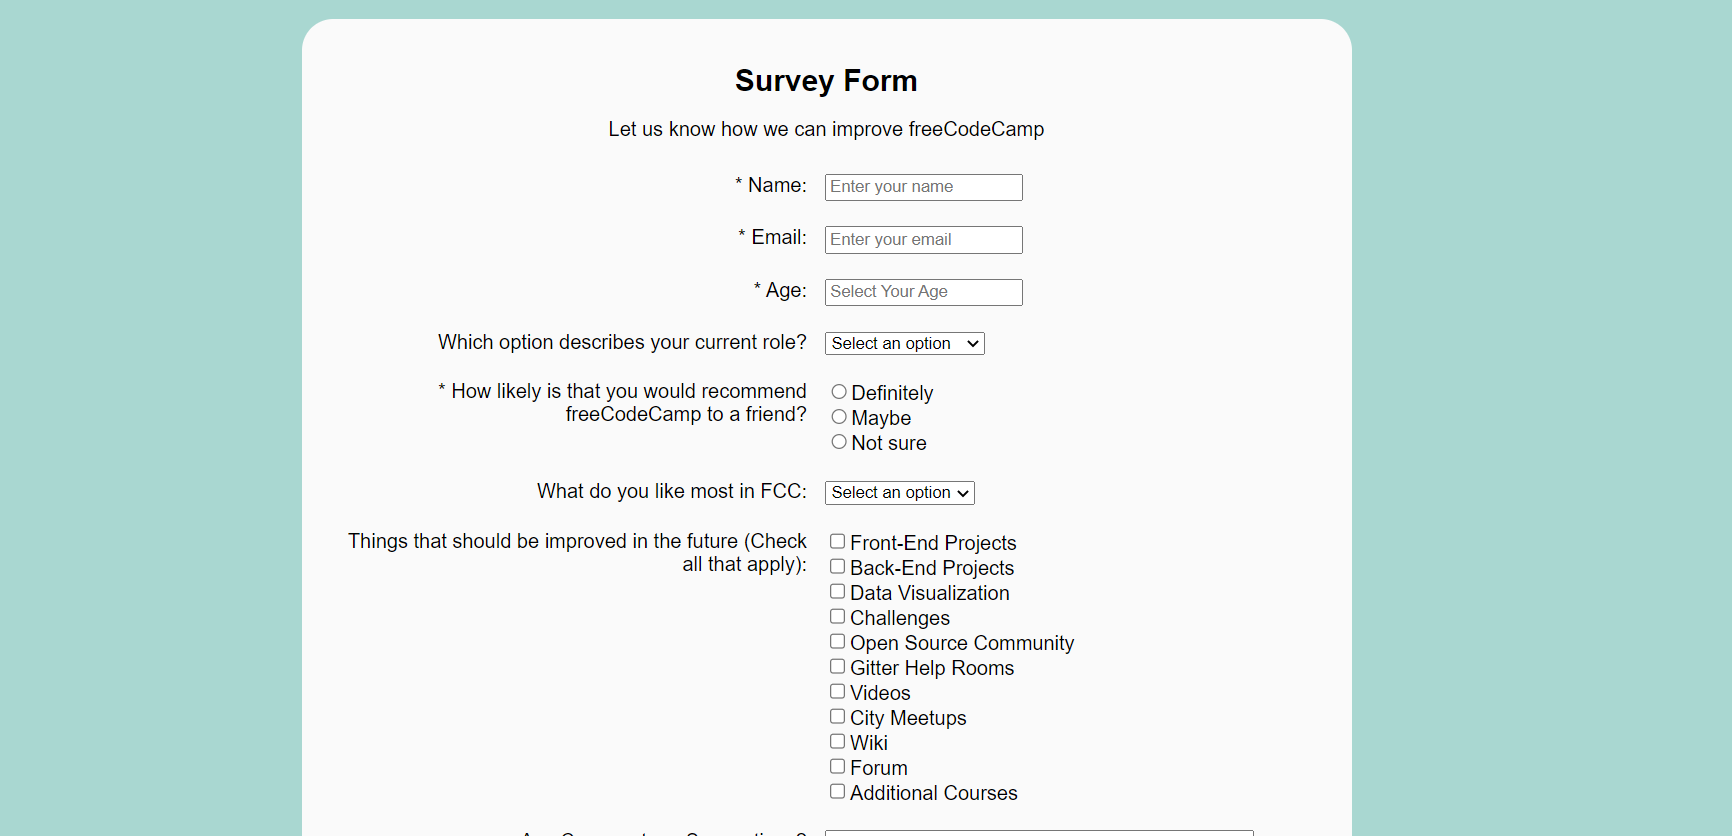 Survey Form
Let us know how we can improve freeCodeCamp
* Name: Enter your name
* Email: Enter your email
* Age: Select Your Age
Which option describes your current role? Select an option
* How likely is that you would recommend
freeCodeCamp to a friend?
Definitely
Maybe
Not sure
What do you like most in FCC: Select an option
Things that should be improved in the future (Check
all that apply):
Front-End Projects
Back-End Projects
Data Visualization
Challenges
Open Source Community
Gitter Help Rooms
Videos
City Meetups
Wiki
Forum
Additional Courses